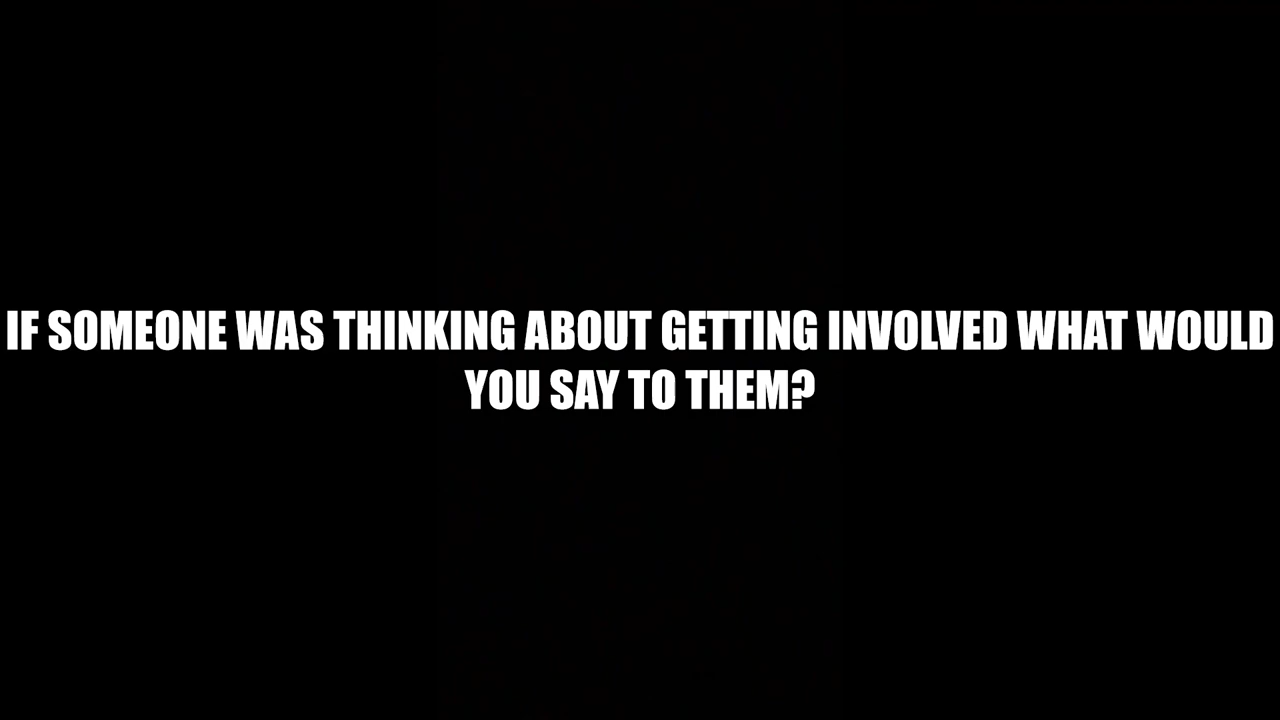 IF SOMEONE WAS THINKING ABOUT GETTING INVOLVED WHAT WOULD
YOU SAY TO THEM?